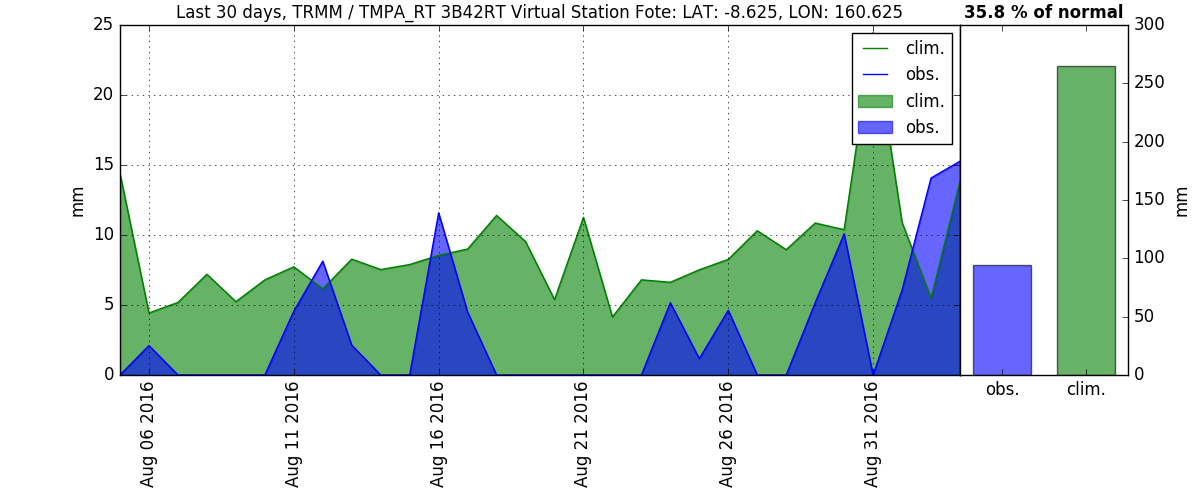 Last 30 days, TRMM / TMPA_RT 3B42RT Virtual Station Fote: LAT: -8.625, LON: 160.625
35.8 % of normal
25
20
15
10
5
0
mm
clim.
obs.
clim.
obs.
300
250
200
150
100
50
0
mm
Aug 06 2016
Aug 11 2016
Aug 16 2016
Aug 21 2016
Aug 26 2016
Aug 31 2016
obs.
clim.